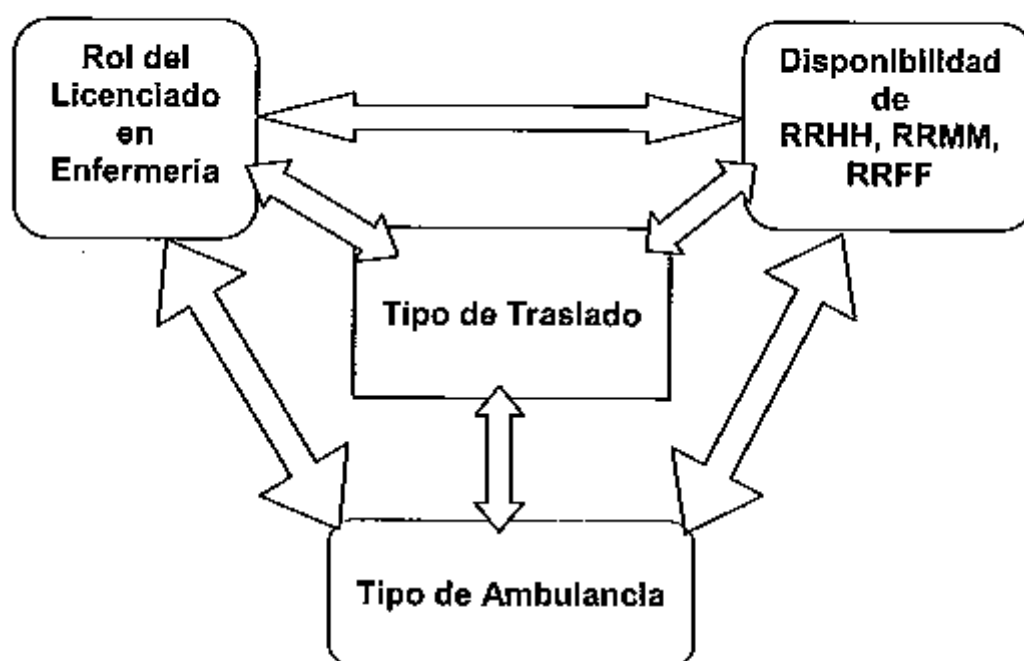 Rol del
Licenciado
en
Enfermería
Disponibilidad
de
RRHH, RRMM,
RRFF
Tipo de Traslado
Tipo de Ambulancia